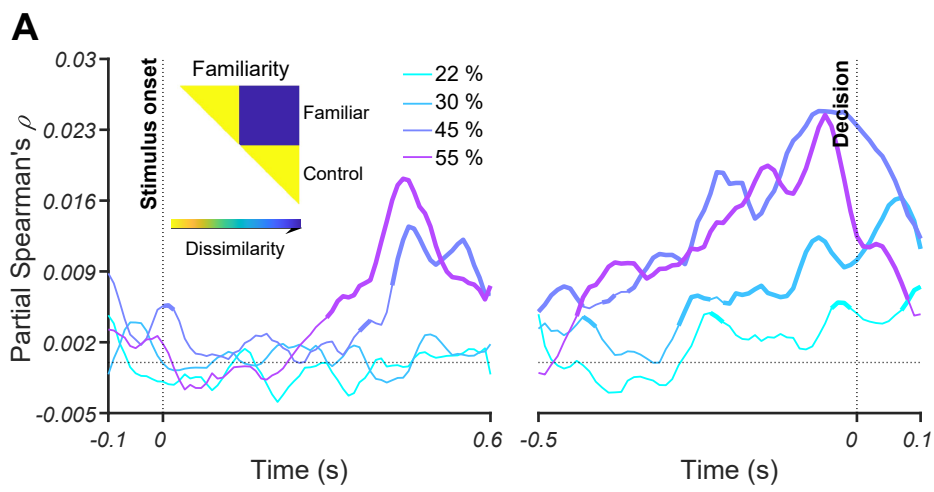 A
Partial Spearman's ρ
0.03
0.023
0.016
0.009
0.002
-0.005
Stimulus onset
Familiarity
Familiar
Control
Dissimilarity
22 %
30 %
45 %
55 %
-0.1
0
0.6
Time (s)
Decision
-0.5
0
0.1
Time (s)